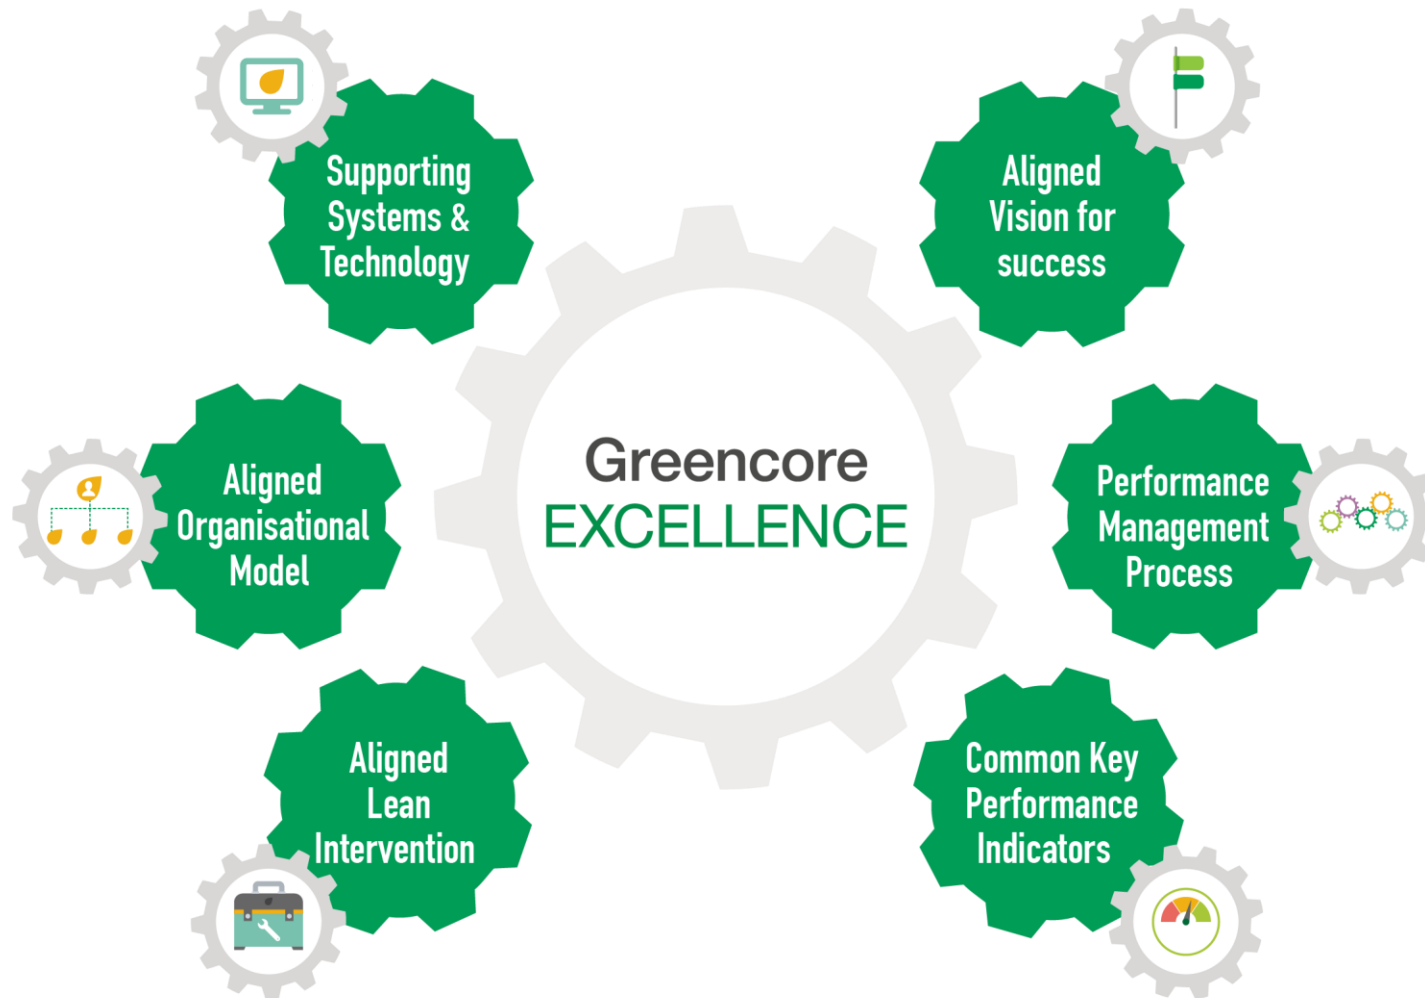 Supporting
Systems &
Technology
Aligned
Vision for
success
Aligned
Organisational
Model
Greencore
EXCELLENCE
Performance
Management
Process
Aligned
Lean
Intervention
Common Key
Performance
Indicators